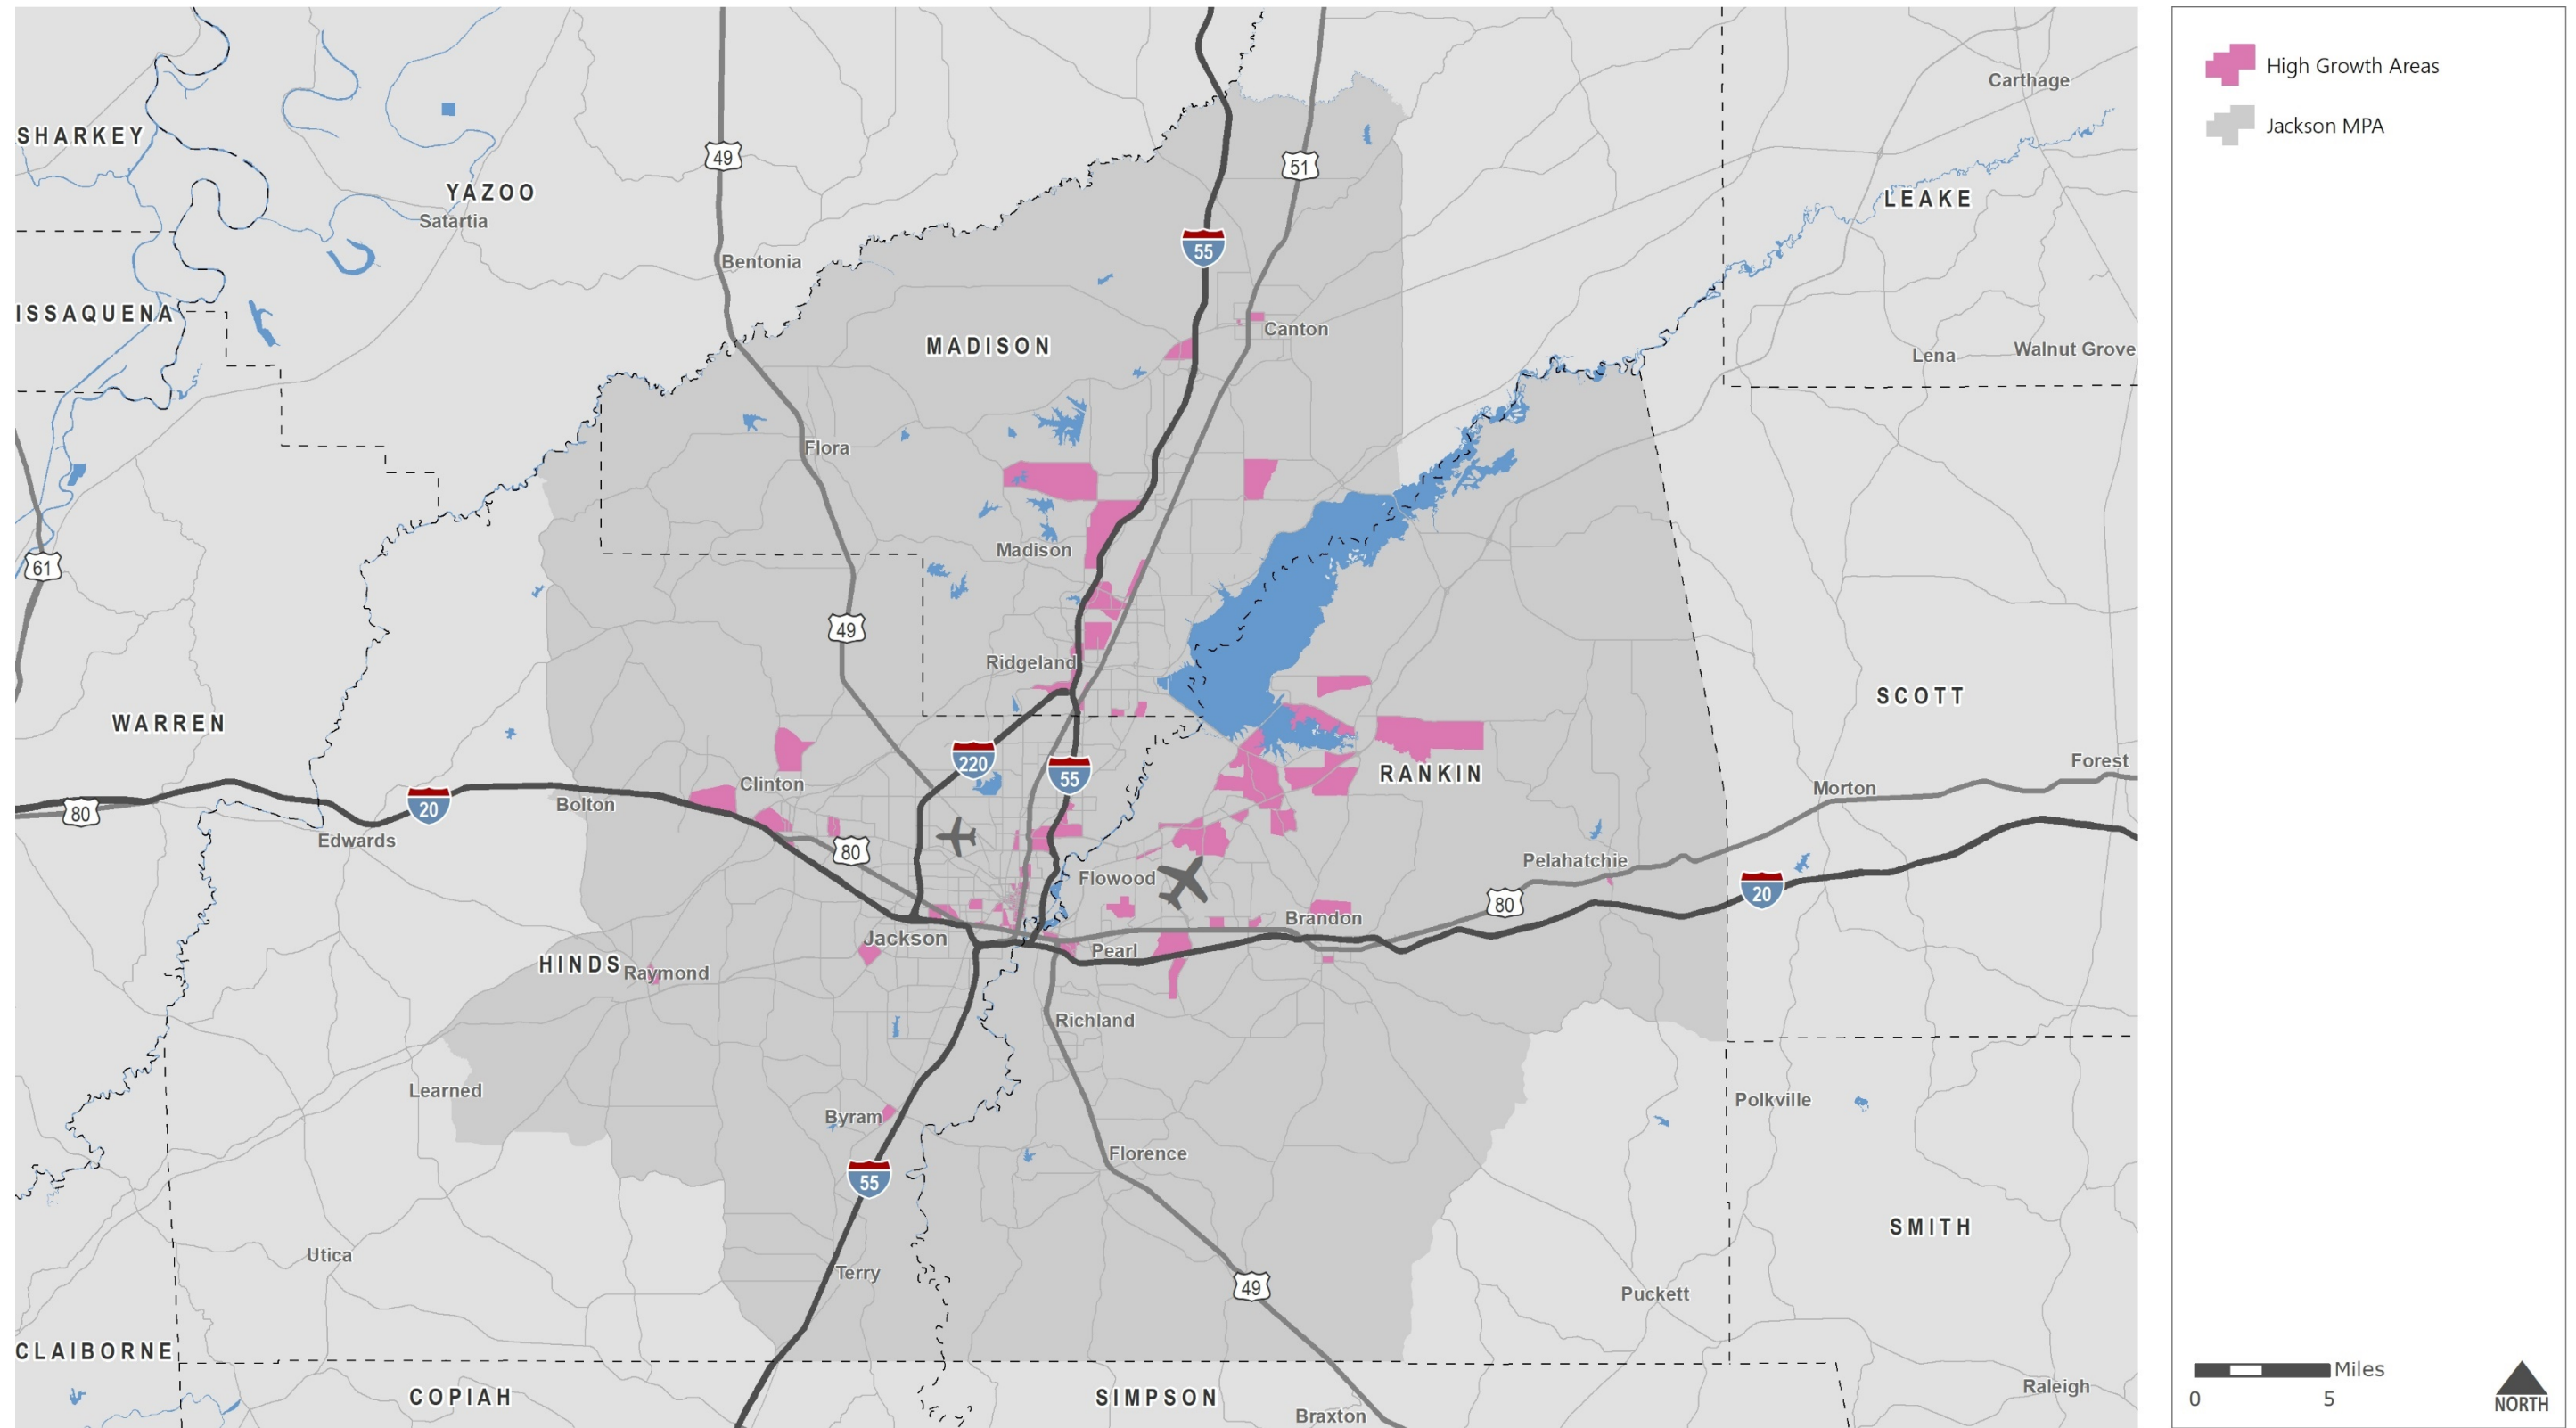 High Growth Areas
Jackson MPA
Carthage
SHARKEY
49
51
YAZOO
LEAKE
Satartia
55
Bentonia
ISSAQUENA
Canton
MADISON
Lena
Walnut Grove
Flora
Madison
61
49
Ridgeland
SCOTT
WARREN
220
55
Forest
RANKIN
Clinton
Morton
80
20
Bolton
Edwards
80
Pelahatchie
Flowood
80
20
Brandon
Jackson
Pearl
HINDS
Raymond
Richland
Learned
Polkville
Byram
Florence
55
SMITH
Utica
Terry
49
Puckett
CLAIBORNE
COPIAH
SIMPSON
Raleigh
Braxton
Miles
0 5
NORTH